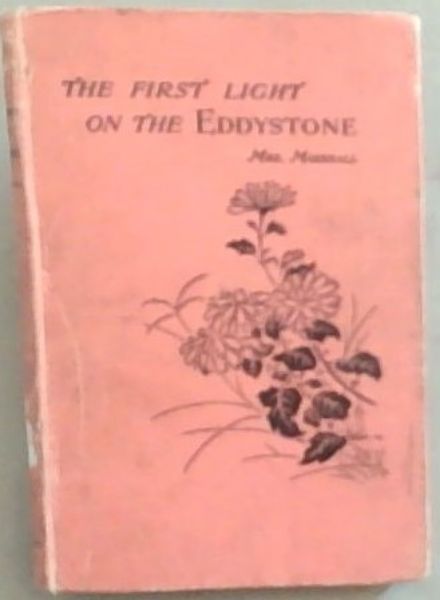 THE FIRST LIGHT
ON THE EDDYSTONE
Mrs. Marshall